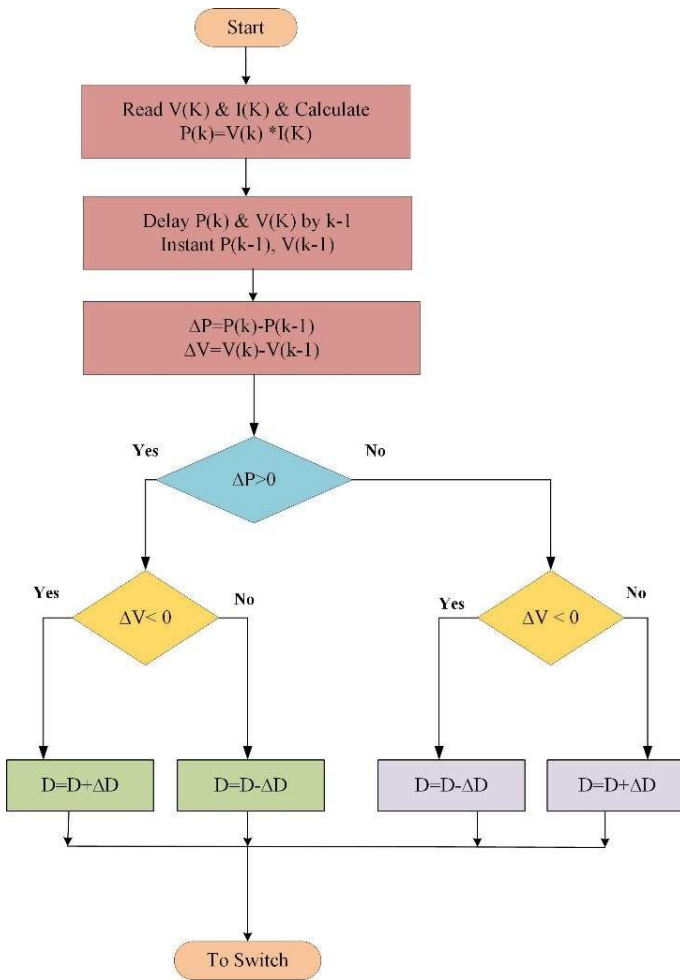 Start
Read V(K) & I(K) & Calculate
P(k)=V(k) *I(K)
Delay P(k) & V(K) by k-1
Instant P(k-1), V(k-1)
ΔP=P(k)-P(k-1)
ΔV=V(k)-V(k-1)
Yes
No
ΔP>0
Yes
No
ΔV< 0
Yes
No
ΔV < 0
D=D+ΔD
D=D-ΔD
D=D-ΔD
D=D+ΔD
To Switch